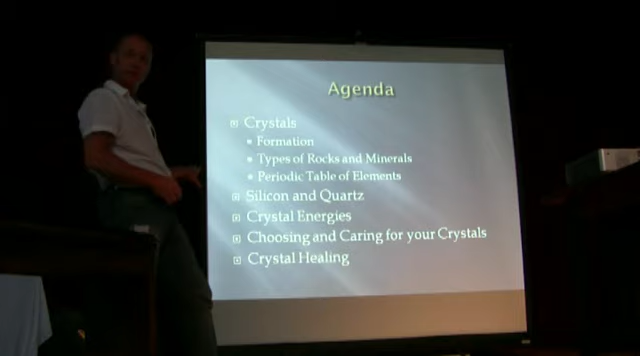 Agenda
Crystals
Formation
Types of Rocks and Minerals
Periodic Table of Elements
Silicon and Quartz
Crystal Energies
Choosing and Caring for your Crystals
Crystal Healing